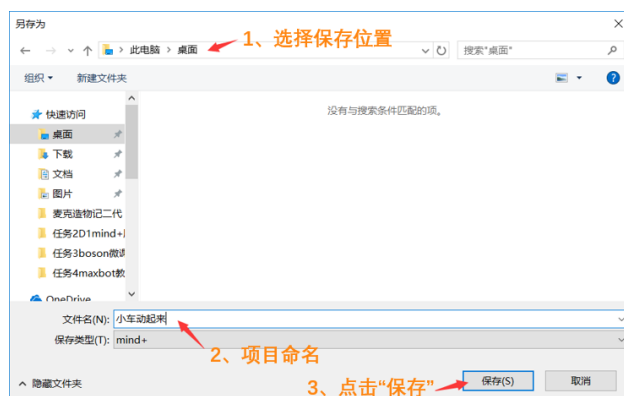 另存为
此电脑 > 桌面
1、选择保存位置
搜索"桌面"
组织
新建文件夹
快速访问
没有与搜索条件匹配的项。
桌面
下载
文档
图片
麦克造物记二代
任务2D1mind+
任务3boson微
任务4maxbot教
OneDrive
文件名(N): 小车动起来
保存类型(T): mind+
2、项目命名
隐藏文件夹
3、点击“保存”
保存(S)
取消